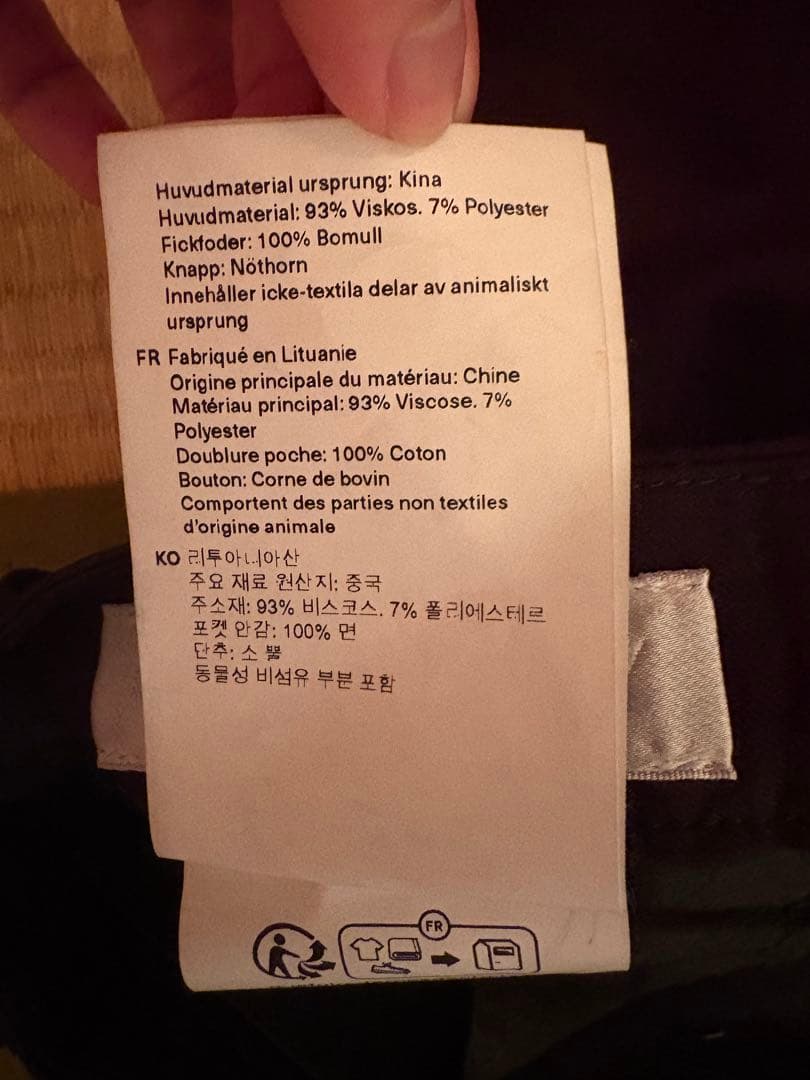 Huvudmaterial ursprung: Kina
Huvudmaterial: 93% Viskos. 7% Polyester
Fickfoder: 100% Bomull
Knapp: Nöthorn
Innehåller icke-textila delar av animaliskt
ursprung
FR Fabriqué en Lituanie
Origine principale du matériau: Chine
Matériau principal: 93% Viscose. 7%
Polyester
Doublure poche: 100% Coton
Bouton: Corne de bovin
Comportent des parties non textiles
d'origine animale
KO 리투아니아산
주요 재료 원산지: 중국
주소재: 93% 비스코스. 7% 폴리에스테르
포켓 안감: 100% 면
단추: 소 뿔
동물성 비섬유 부분 포함
FR